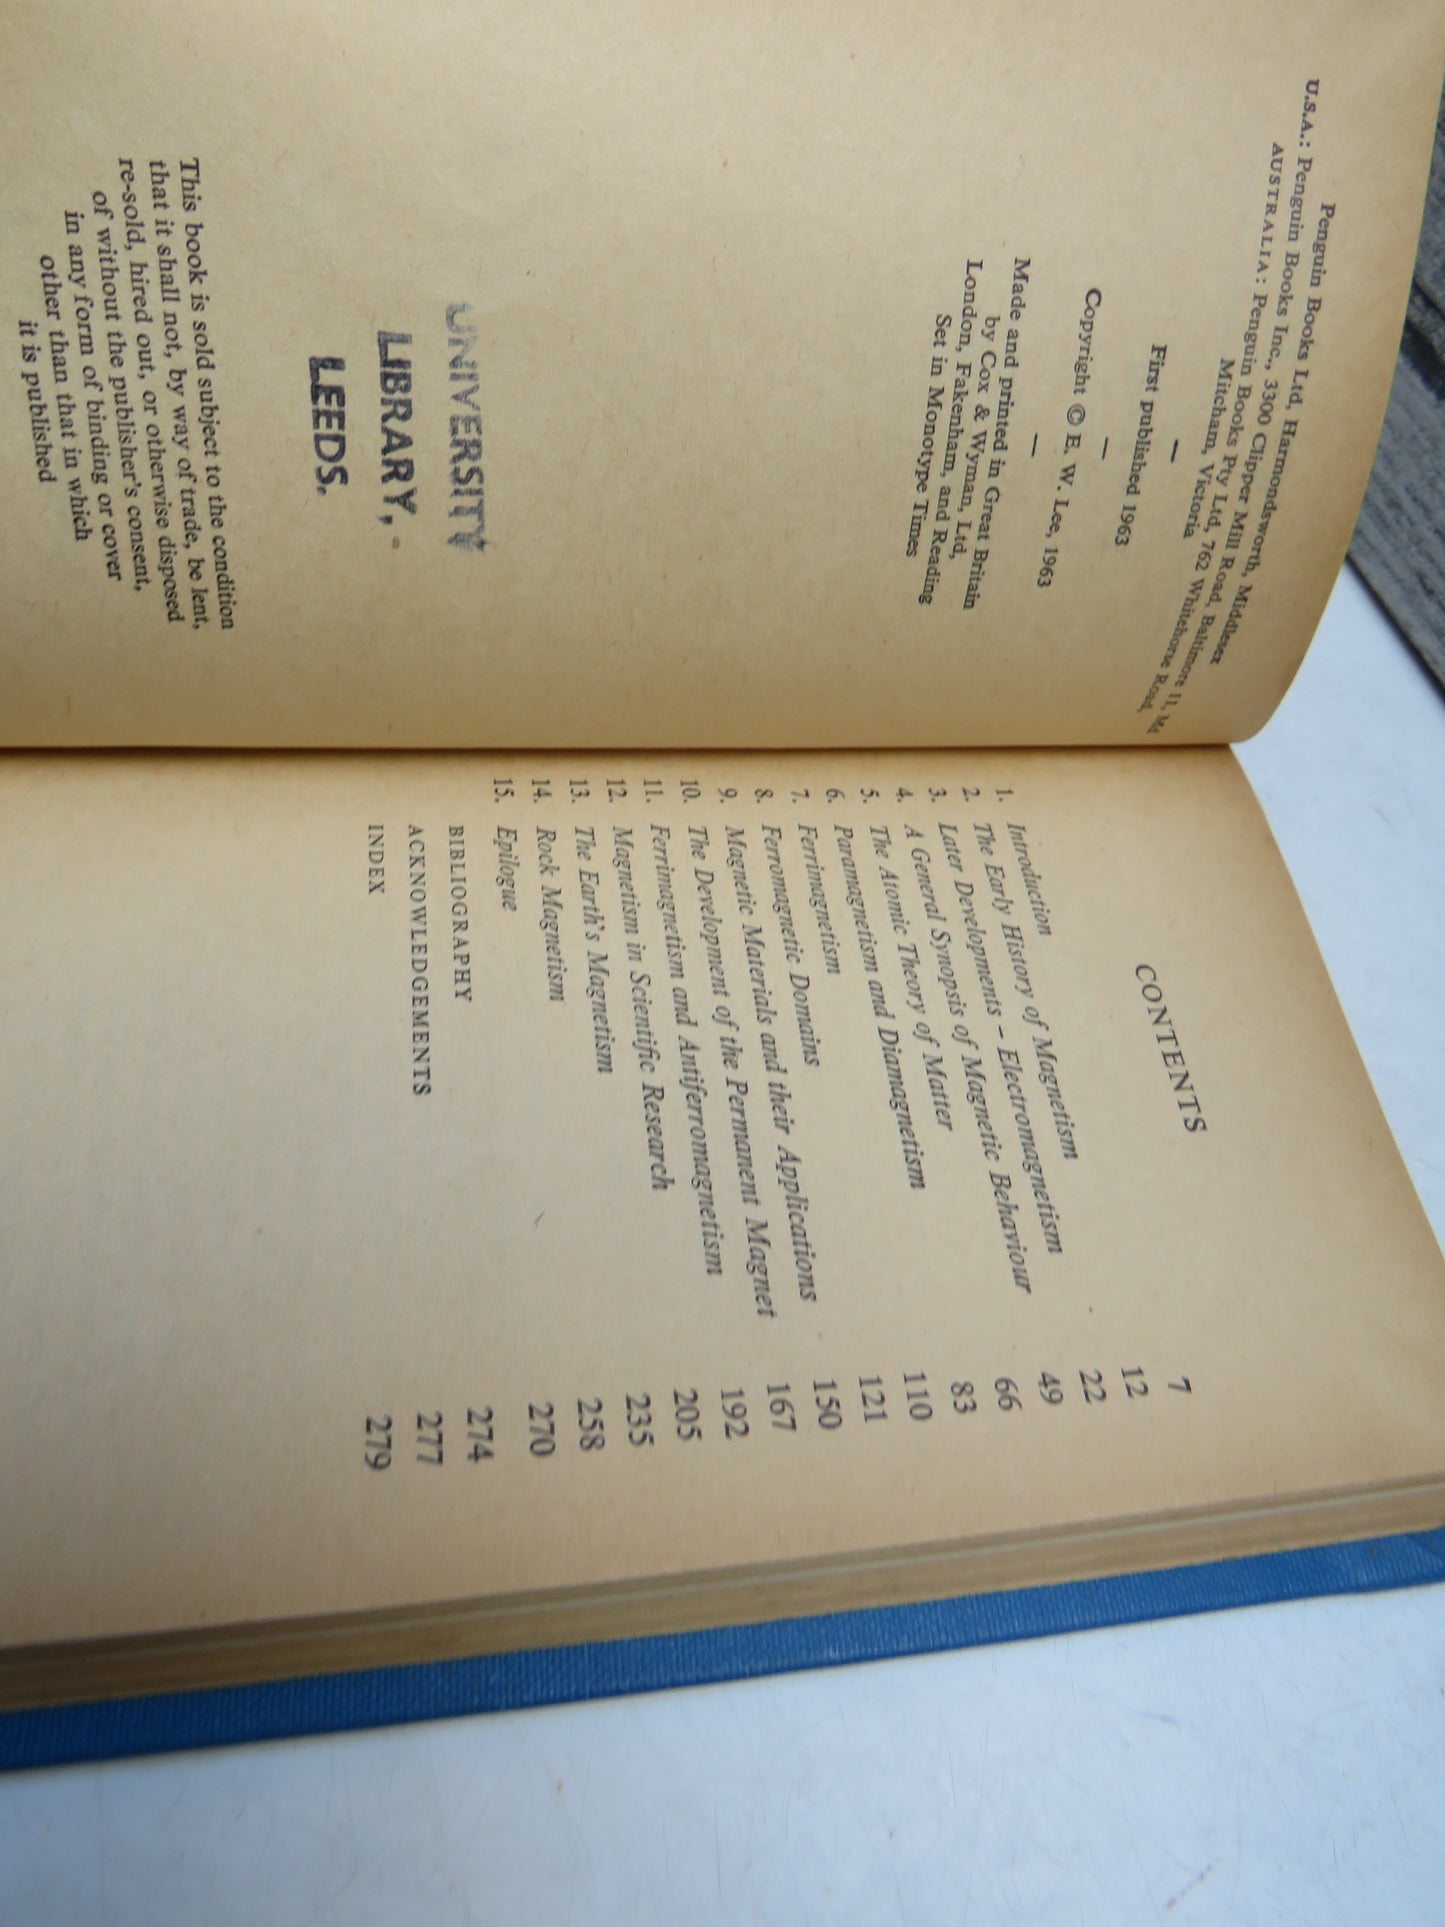 Penguin Books Ltd, Harmondsworth, Middlesex
U.S.A.: Penguin Books Inc., 3300 Clipper Mill Road, Baltimore 11, Md
AUSTRALIA: Penguin Books Pty Ltd, 762 Whitehorse Road,
Mitcham, Victoria
—
First published 1963
—
Copyright © E. W. Lee, 1963
—
Made and printed in Great Britain
by Cox & Wyman, Ltd,
London, Fakenham, and Reading
Set in Monotype Times
UNIVERSITY
LIBRARY,
LEEDS.
This book is sold subject to the condition
that it shall not, by way of trade, be lent,
re-sold, hired out, or otherwise disposed
of without the publisher's consent,
in any form of binding or cover
other than that in which
it is published
CONTENTS
1. Introduction 7
2. The Early History of Magnetism 12
3. Later Developments – Electromagnetism 22
4. A General Synopsis of Magnetic Behaviour 49
5. The Atomic Theory of Matter 66
6. Paramagnetism and Diamagnetism 83
7. Ferrimagnetism 110
8. Ferromagnetic Domains 121
9. Magnetic Materials and their Applications 150
10. The Development of the Permanent Magnet 167
11. Ferrimagnetism and Antiferromagnetism 192
12. Magnetism in Scientific Research 205
13. The Earth's Magnetism 235
14. Rock Magnetism 258
15. Epilogue 270
BIBLIOGRAPHY 274
ACKNOWLEDGEMENTS 277
INDEX 279